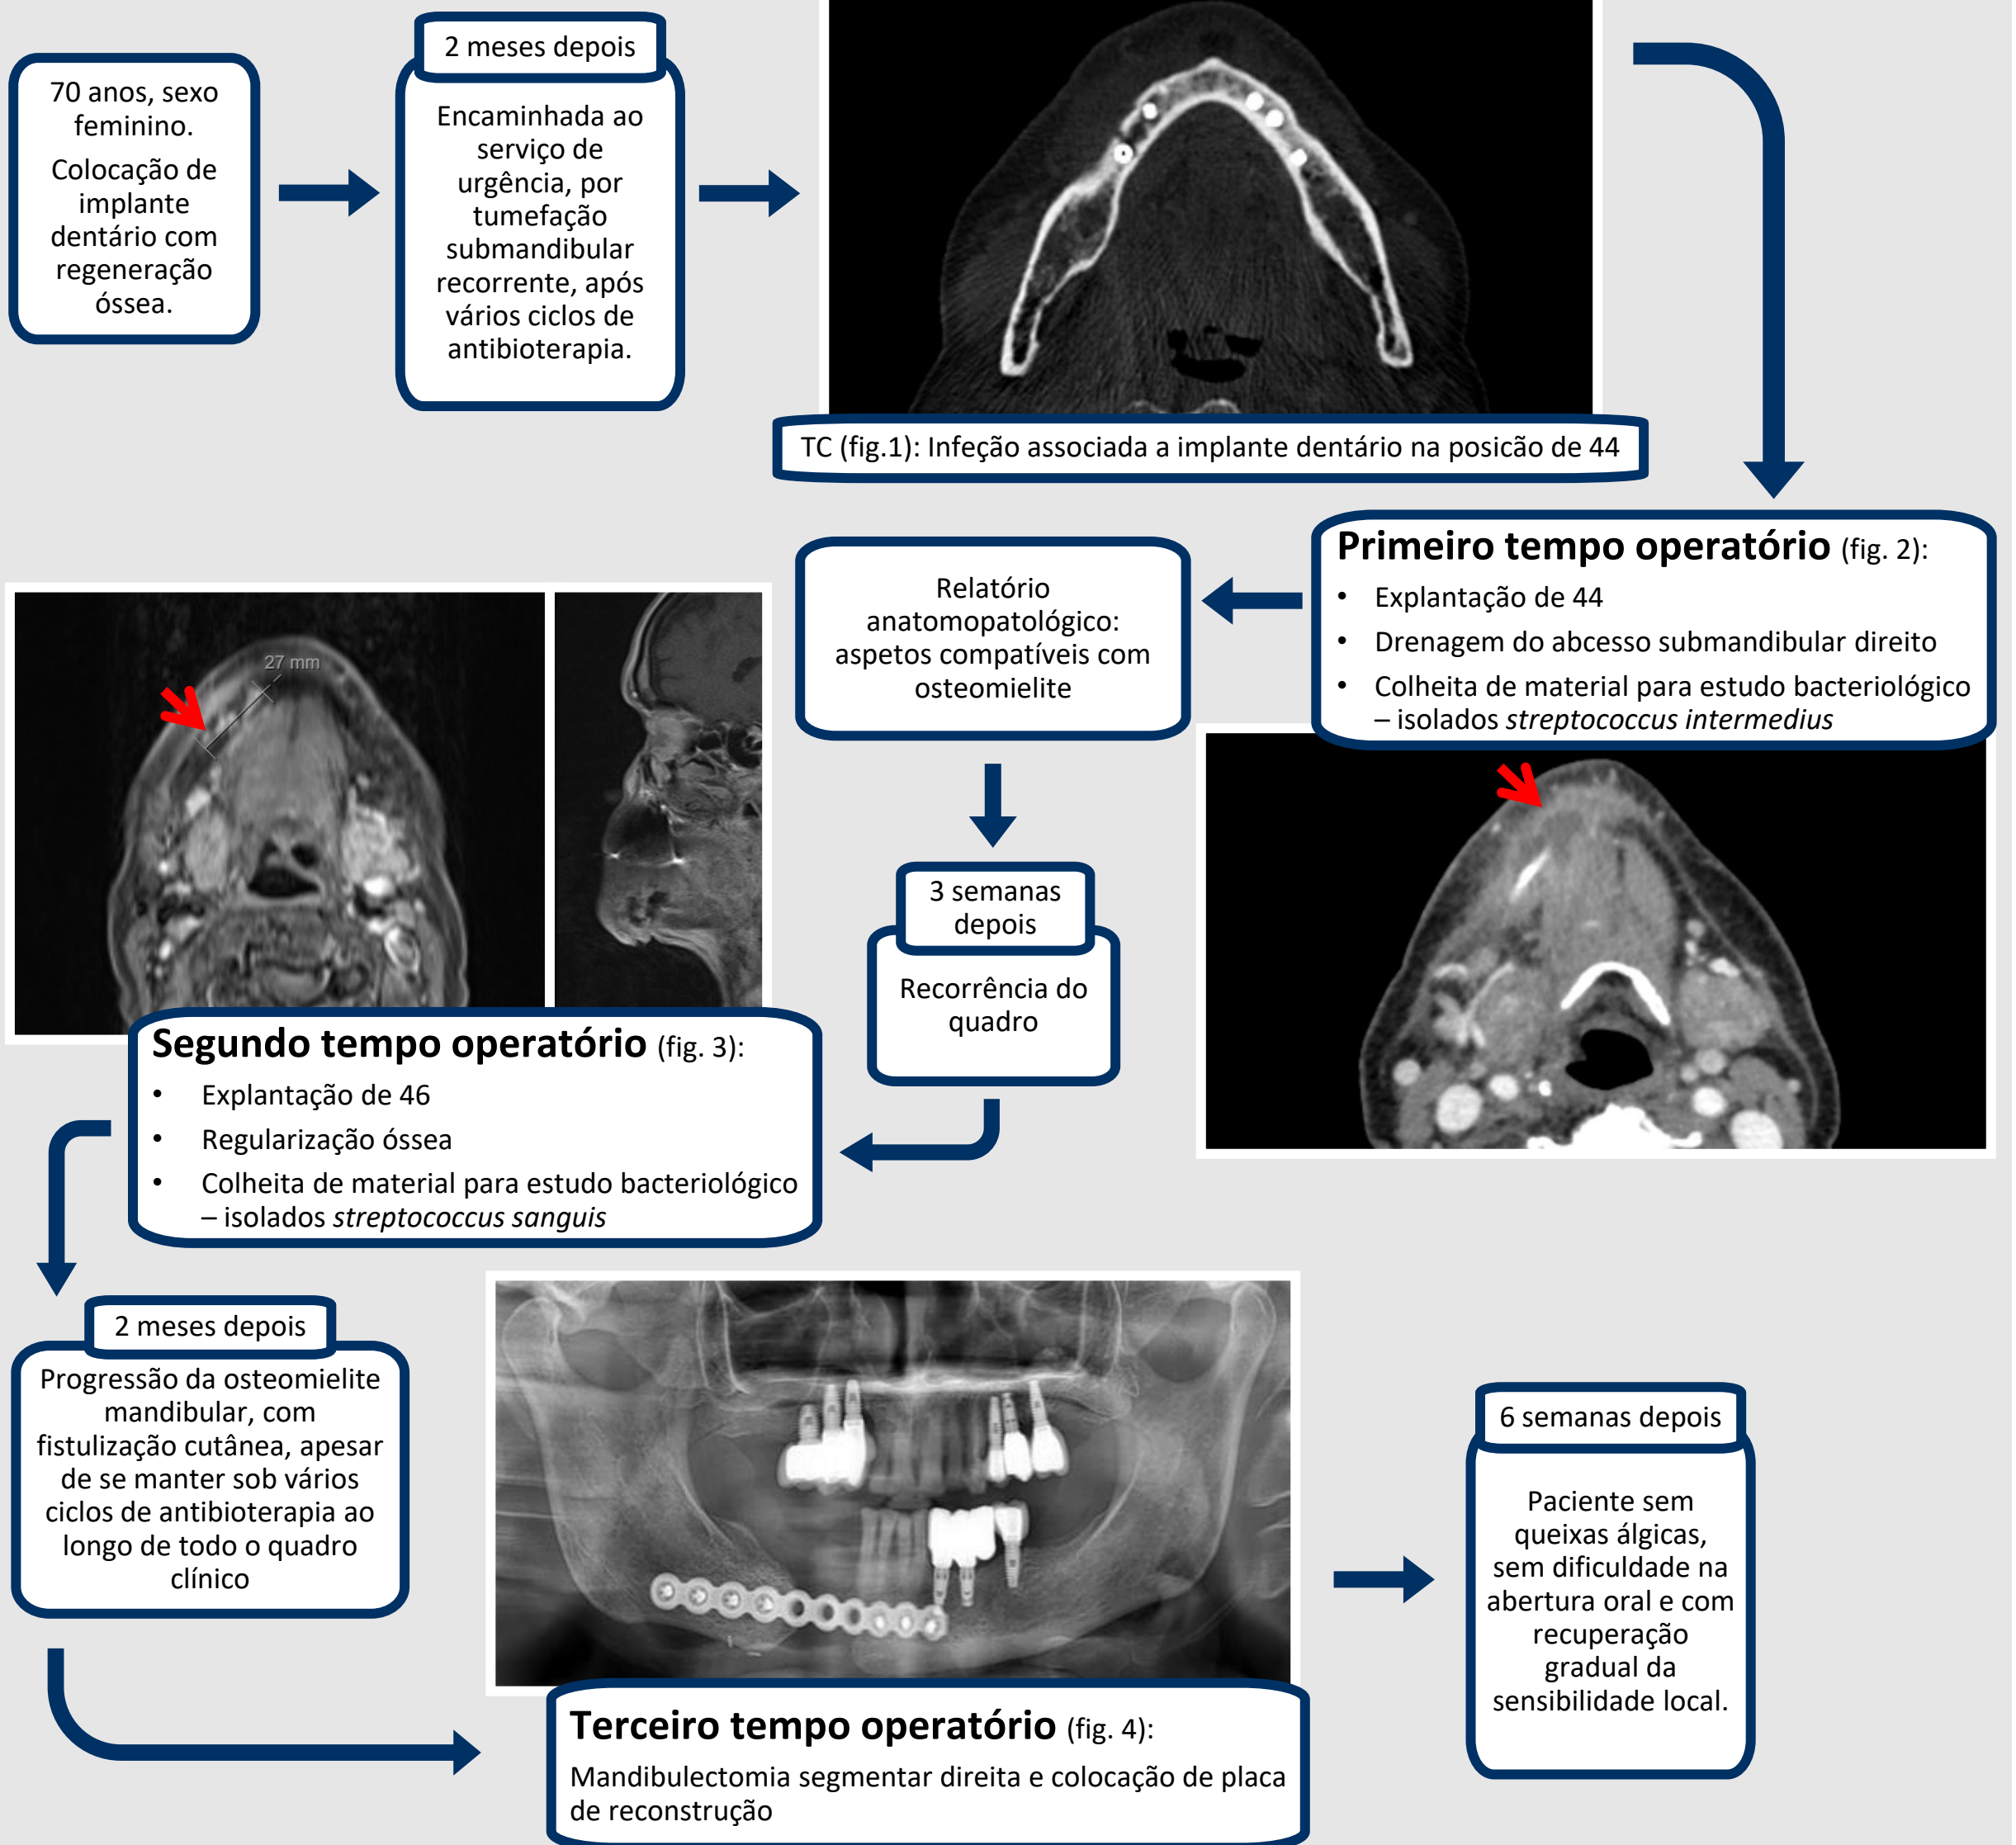 70 anos, sexo
feminino.
Colocação de
implante
dentário com
regeneração
óssea.
2 meses depois
Encaminhada ao
serviço de
urgência, por
tumefação
submandibular
recorrente, após
vários ciclos de
antibioterapia.
TC (fig.1): Infeção associada a implante dentário na posicão de 44
Primeiro tempo operatório (fig. 2):
• Explantação de 44
• Drenagem do abcesso submandibular direito
• Colheita de material para estudo bacteriológico
– isolados streptococcus intermedius
Relatório
anatomopatológico:
aspetos compatíveis com
osteomielite
27 mm
3 semanas
depois
Recorrência do
quadro
Segundo tempo operatório (fig. 3):
• Explantação de 46
• Regularização óssea
• Colheita de material para estudo bacteriológico
– isolados streptococcus sanguis
2 meses depois
Progressão da osteomielite
mandibular, com
fistulização cutânea, apesar
de se manter sob vários
ciclos de antibioterapia ao
longo de todo o quadro
clínico
Terceiro tempo operatório (fig. 4):
Mandibulectomia segmentar direita e colocação de placa
de reconstrução
6 semanas depois
Paciente sem
queixas álgicas,
sem dificuldade na
abertura oral e com
recuperação
gradual da
sensibilidade local.